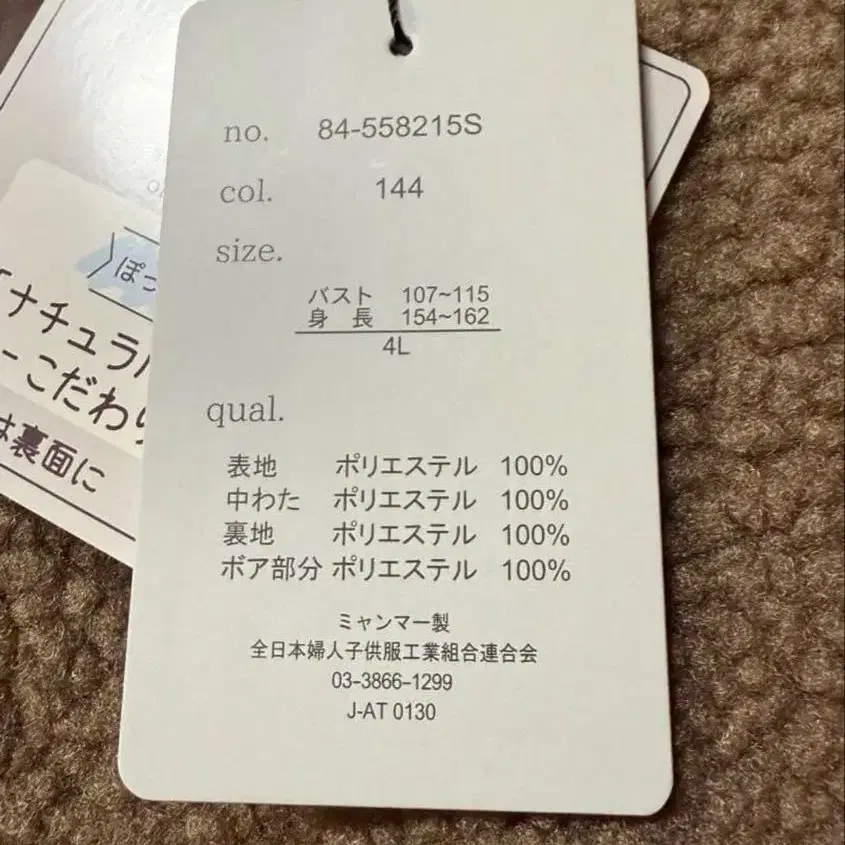 no. 84-558215S
col. 144
size.
バスト 107~115
身 長 154~162
4L
qual.
表地 ポリエステル 100%
中わた ポリエステル 100%
裏地 ポリエステル 100%
ボア部分 ポリエステル 100%
ミャンマー製
全日本婦人子供服工業組合連合会
03-3866-1299
J-AT 0130
ぽっ
「ナチュラル
こだわり
は裏面に